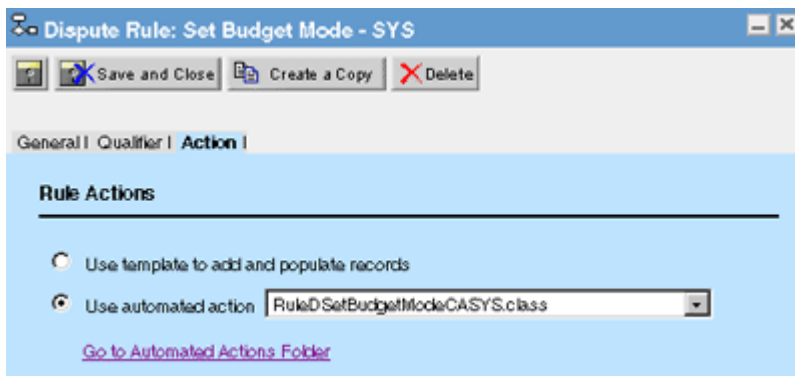 Dispute Rule: Set Budget Mode - SYS
Save and Close Create a Copy Delete
General | Qualifier | Action |
Rule Actions
Use template to add and populate records
Use automated action RuleDSetBudgetModeCASYS.class
Go to Automated Actions Folder